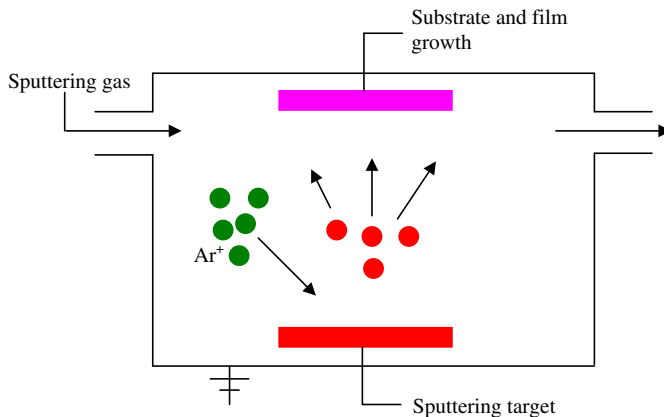 Substrate and film
growth
Sputtering gas
Ar⁺
Sputtering target